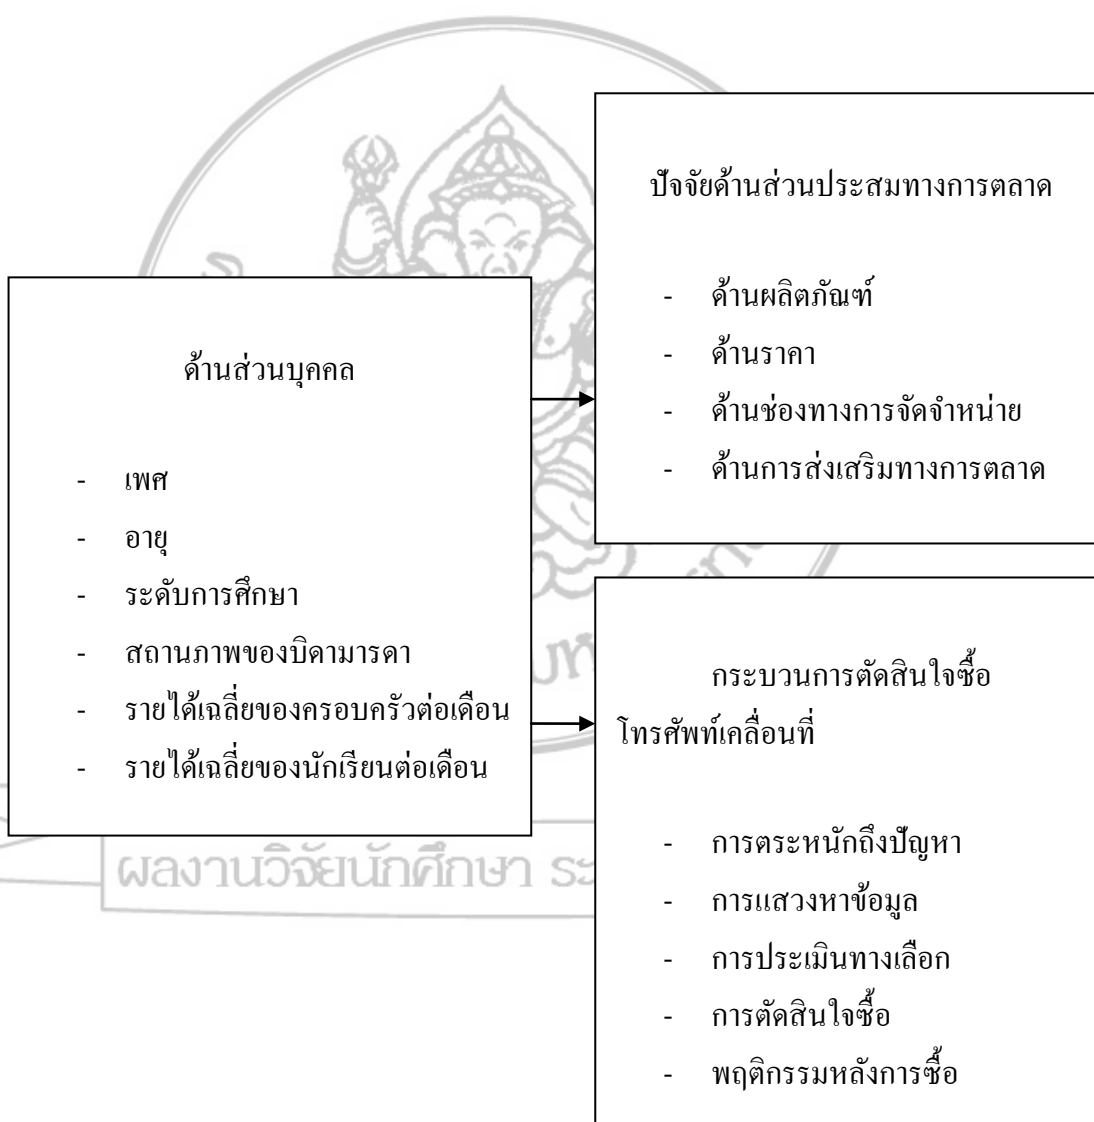 ปัจจัยด้านส่วนประสมทางการตลาด
- ด้านผลิตภัณฑ์
- ด้านราคา
- ด้านช่องทางการจัดจำหน่าย
- ด้านการส่งเสริมทางการตลาด
ด้านส่วนบุคคล
- เพศ
- อายุ
- ระดับการศึกษา
- สถานภาพของบิดามารดา
- รายได้เฉลี่ยของครอบครัวต่อเดือน
- รายได้เฉลี่ยของนักเรียนต่อเดือน
กระบวนการตัดสินใจซื้อ
โทรศัพท์เคลื่อนที่
- การตระหนักถึงปัญหา
- การแสวงหาข้อมูล
- การประเมินทางเลือก
- การตัดสินใจซื้อ
- พฤติกรรมหลังการซื้อ
ผลงานวิจัยนักศึกษา